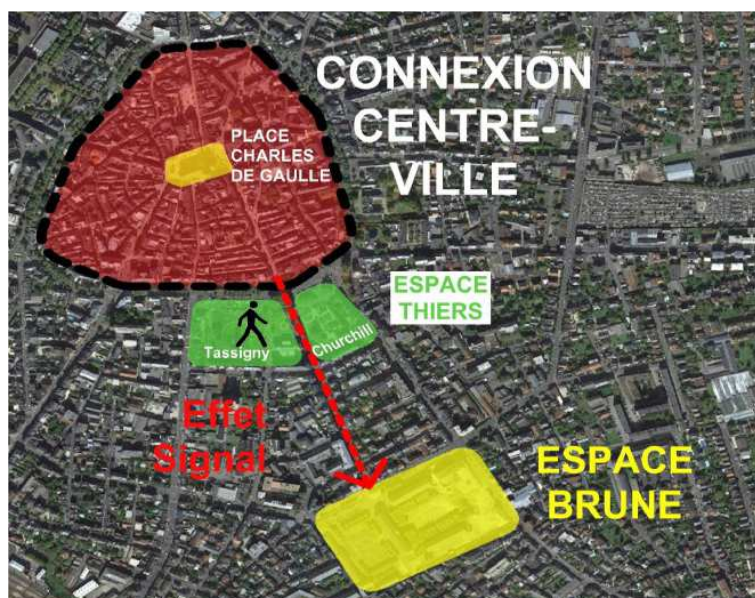 CONNEXION
CENTRE-
VILLE
PLACE
CHARLES
DE GAULLE
ESPACE
THIERS
Tassigny
Churchill
Effet
Signal
ESPACE
BRUNE